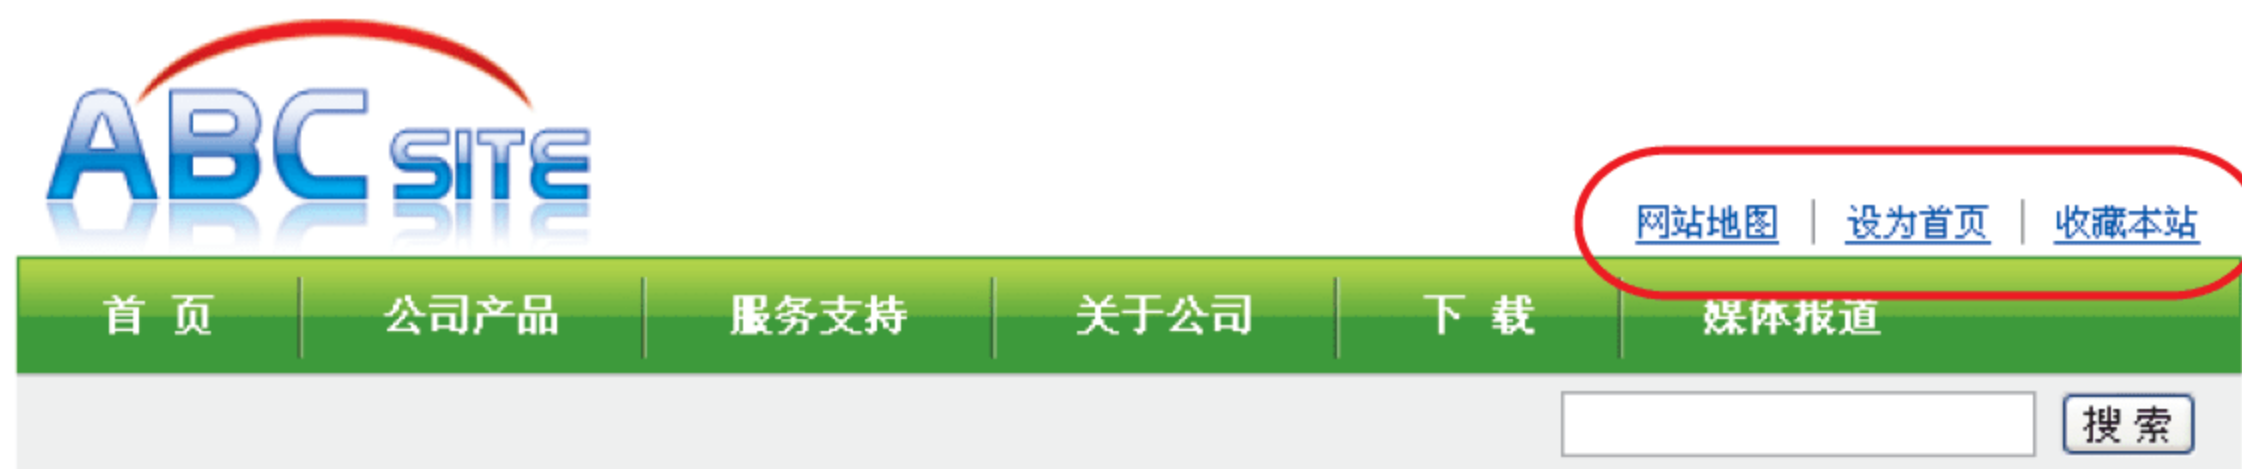 ABC SITE
网站地图 | 设为首页 | 收藏本站
首 页 公司产品 服务支持 关于公司 下 载 媒体报道
搜 索